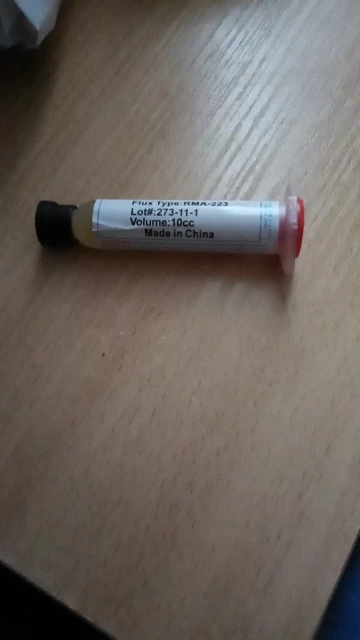 Flux Type:RMA-223
Lot#:273-11-1
Volume:10cc
Made in China